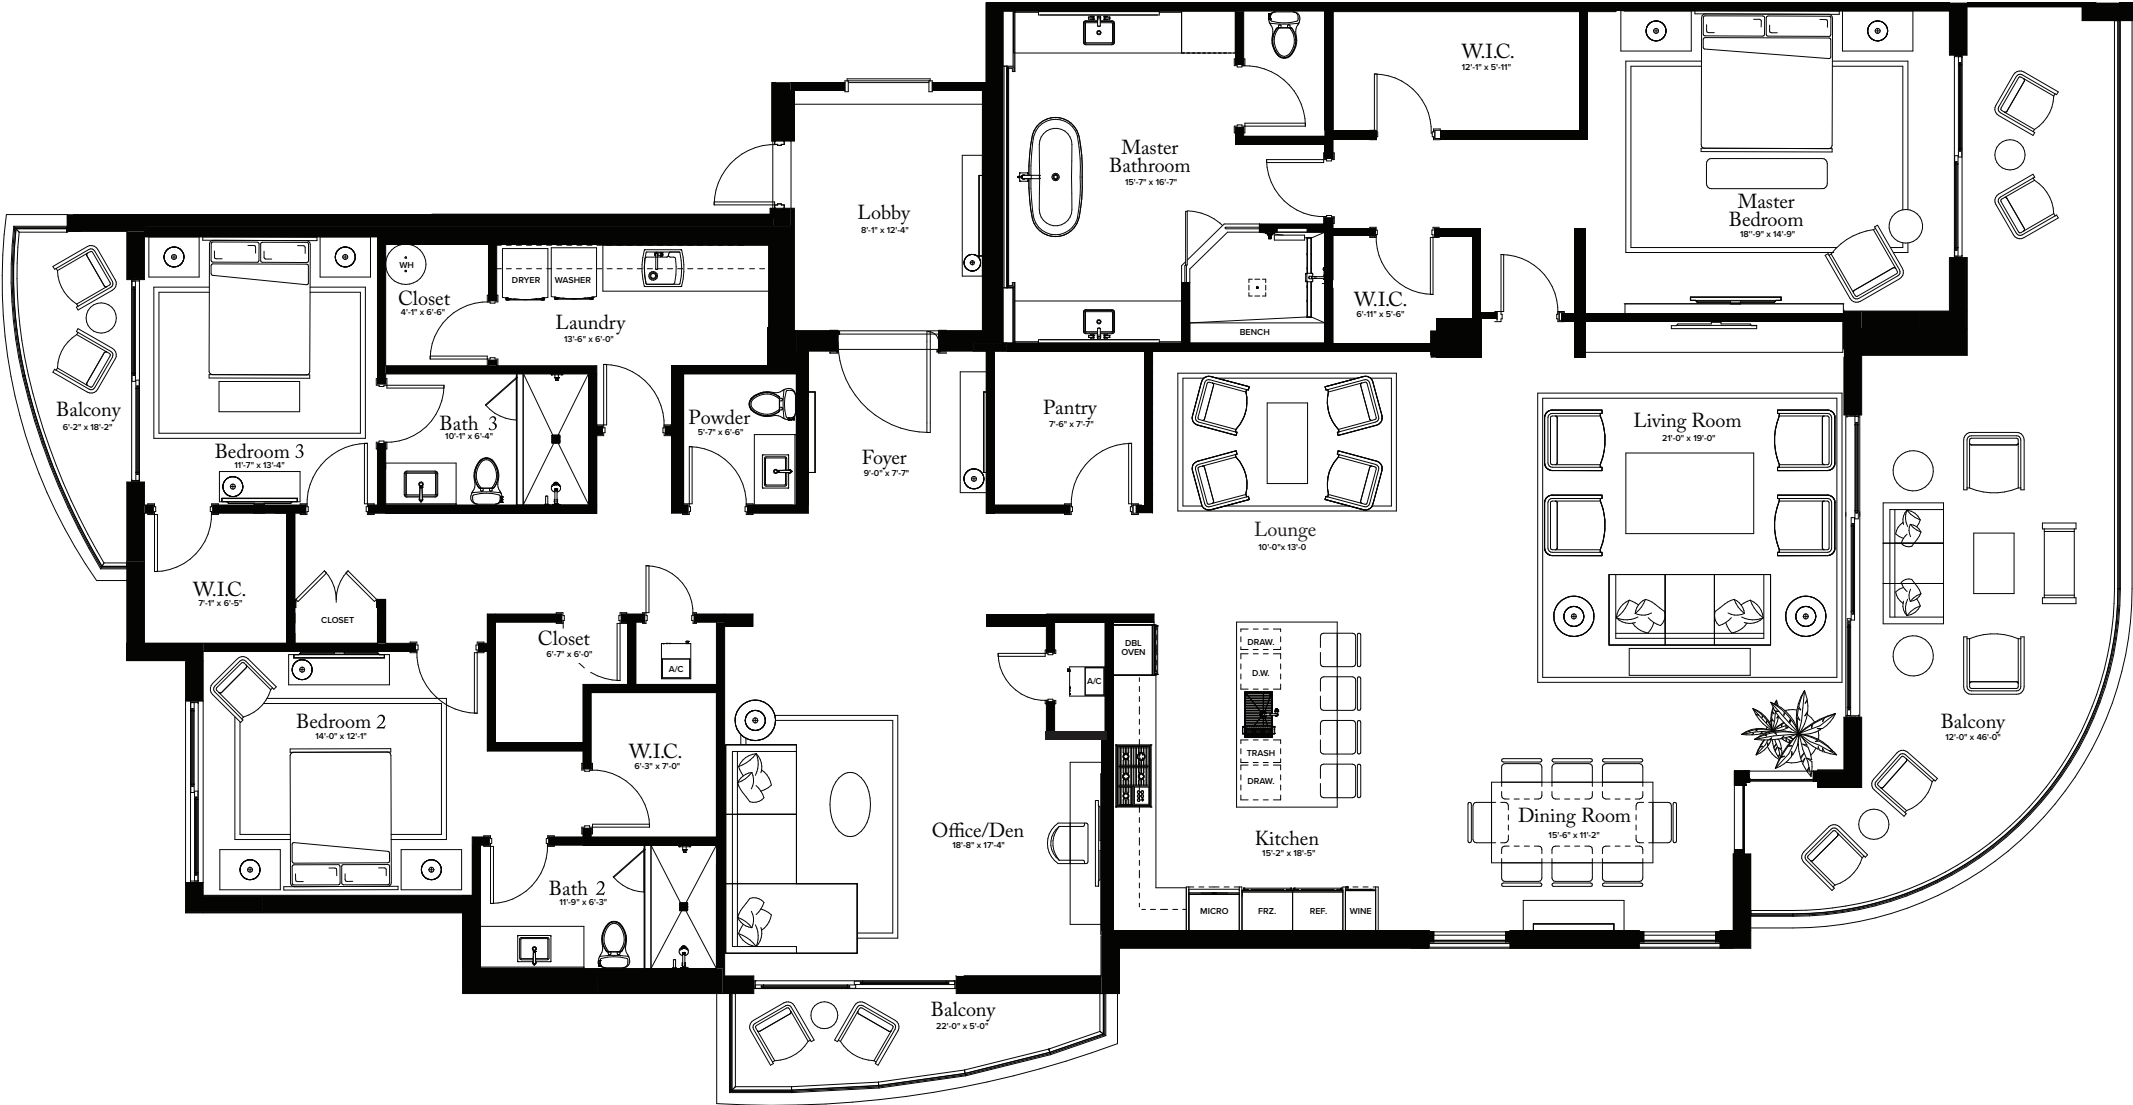 W.I.C.
12'-1" x 5'-11"
Master
Bathroom
15'-7" x 16'-7"
Master
Bedroom
18"-9" x 14'-9"
Lobby
8'-1" x 12'-4"
WH
Closet
4'-1" x 6'-6"
DRYER
WASHER
Laundry
13'-6" x 6'-0"
W.I.C.
6'-11" x 5'-6"
BENCH
Balcony
6'-2" x 18'-2"
Bedroom 3
11'-7" x 13'-4"
Bath 3
10'-1" x 6'-4"
Powder
5'-7" x 6'-6"
Foyer
9'-0" x 7'-7"
Pantry
7'-6" x 7'-7"
Lounge
10'-0"x 13'-0
Living Room
21'-0" x 19'-0"
W.I.C.
7'-1" x 6'-5"
CLOSET
Closet
6'-7" x 6'-0"
A/C
A/C
DBL
OVEN
DRAW.
D.W.
TRASH
DRAW.
Bedroom 2
14'-0" x 12'-1"
W.I.C.
6'-3" x 7'-0"
Office/Den
18'-8" x 17'-4"
Kitchen
15'-2" x 18'-5"
Dining Room
15'-6" x 11'-2"
Balcony
12'-0" x 46'-0"
Bath 2
11'-9" x 6'-3"
MICRO
FRZ.
REF.
WINE
Balcony
22'-0" x 5'-0"